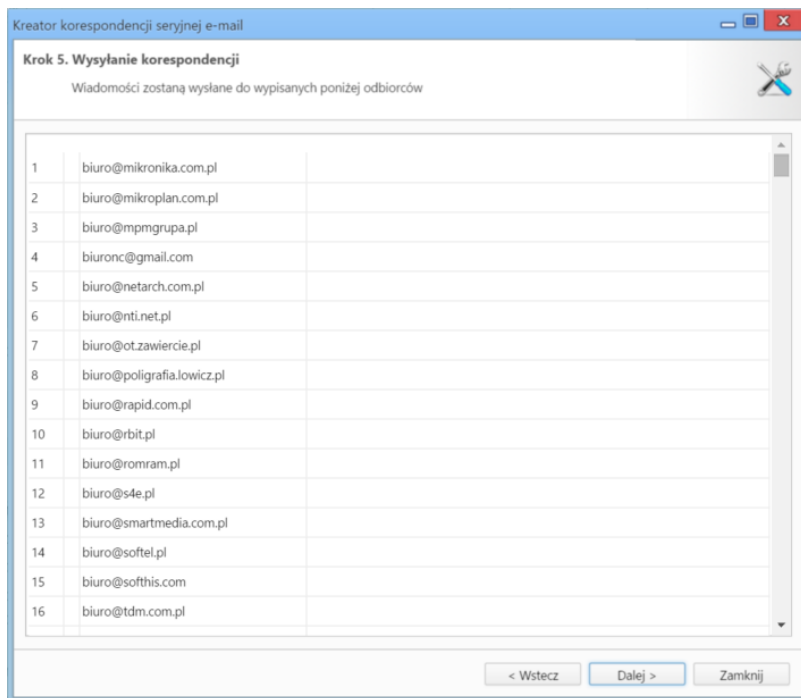 Kreator korespondencji seryjnej e-mail
Krok 5. Wysyłanie korespondencji
Wiadomości zostaną wysłane do wypisanych poniżej odbiorców
1 biuro@mikronika.com.pl
2 biuro@mikroplan.com.pl
3 biuro@mpmgrupa.pl
4 biuronc@gmail.com
5 biuro@netarch.com.pl
6 biuro@nti.net.pl
7 biuro@ot.zawiercie.pl
8 biuro@poligrafia.lowicz.pl
9 biuro@rapid.com.pl
10 biuro@rbit.pl
11 biuro@romram.pl
12 biuro@s4e.pl
13 biuro@smartmedia.com.pl
14 biuro@softel.pl
15 biuro@softhis.com
16 biuro@tdm.com.pl
< Wstecz Dalej > Zamknij